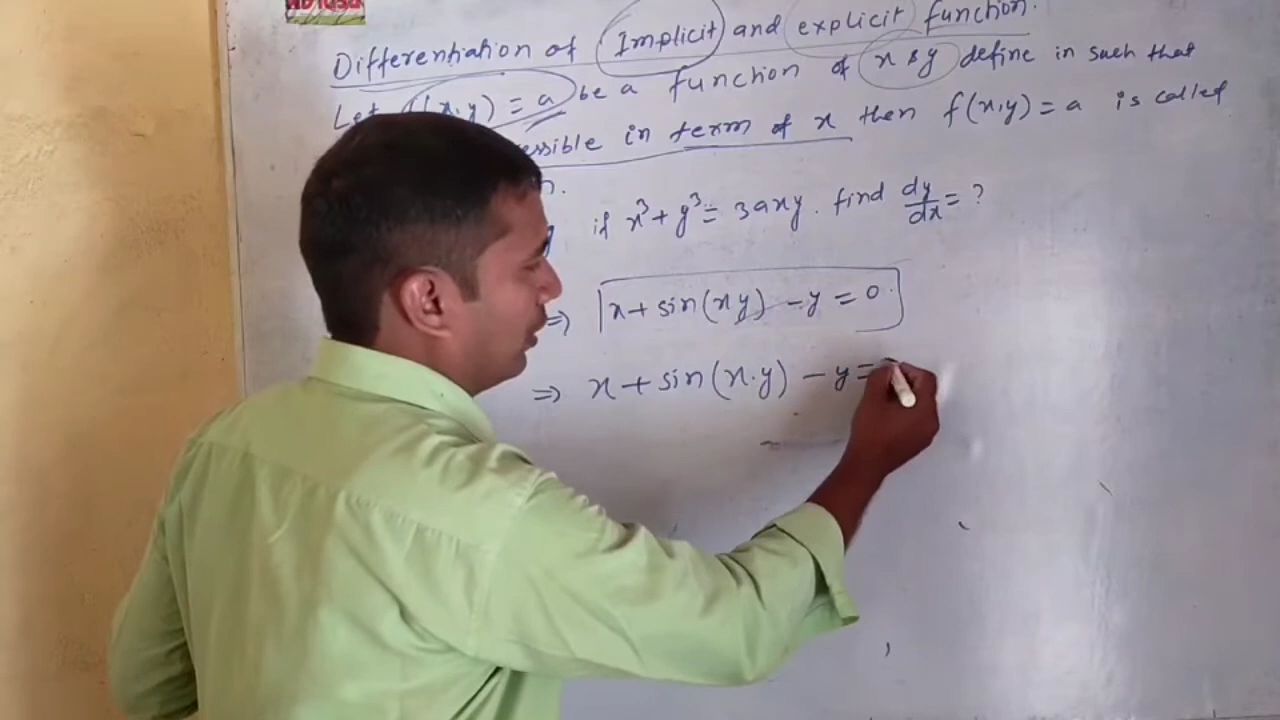 Differentiation of Implicit and explicit function.
Let f(x,y) = a be a function of x & y define in such that
essible in term of x then f(x,y) = a is called
n.
if x³ + y³ = 3axy. find dy/dx = ?
⇒ x + sin(xy) - y = 0.
⇒ x + sin(x.y) - y =